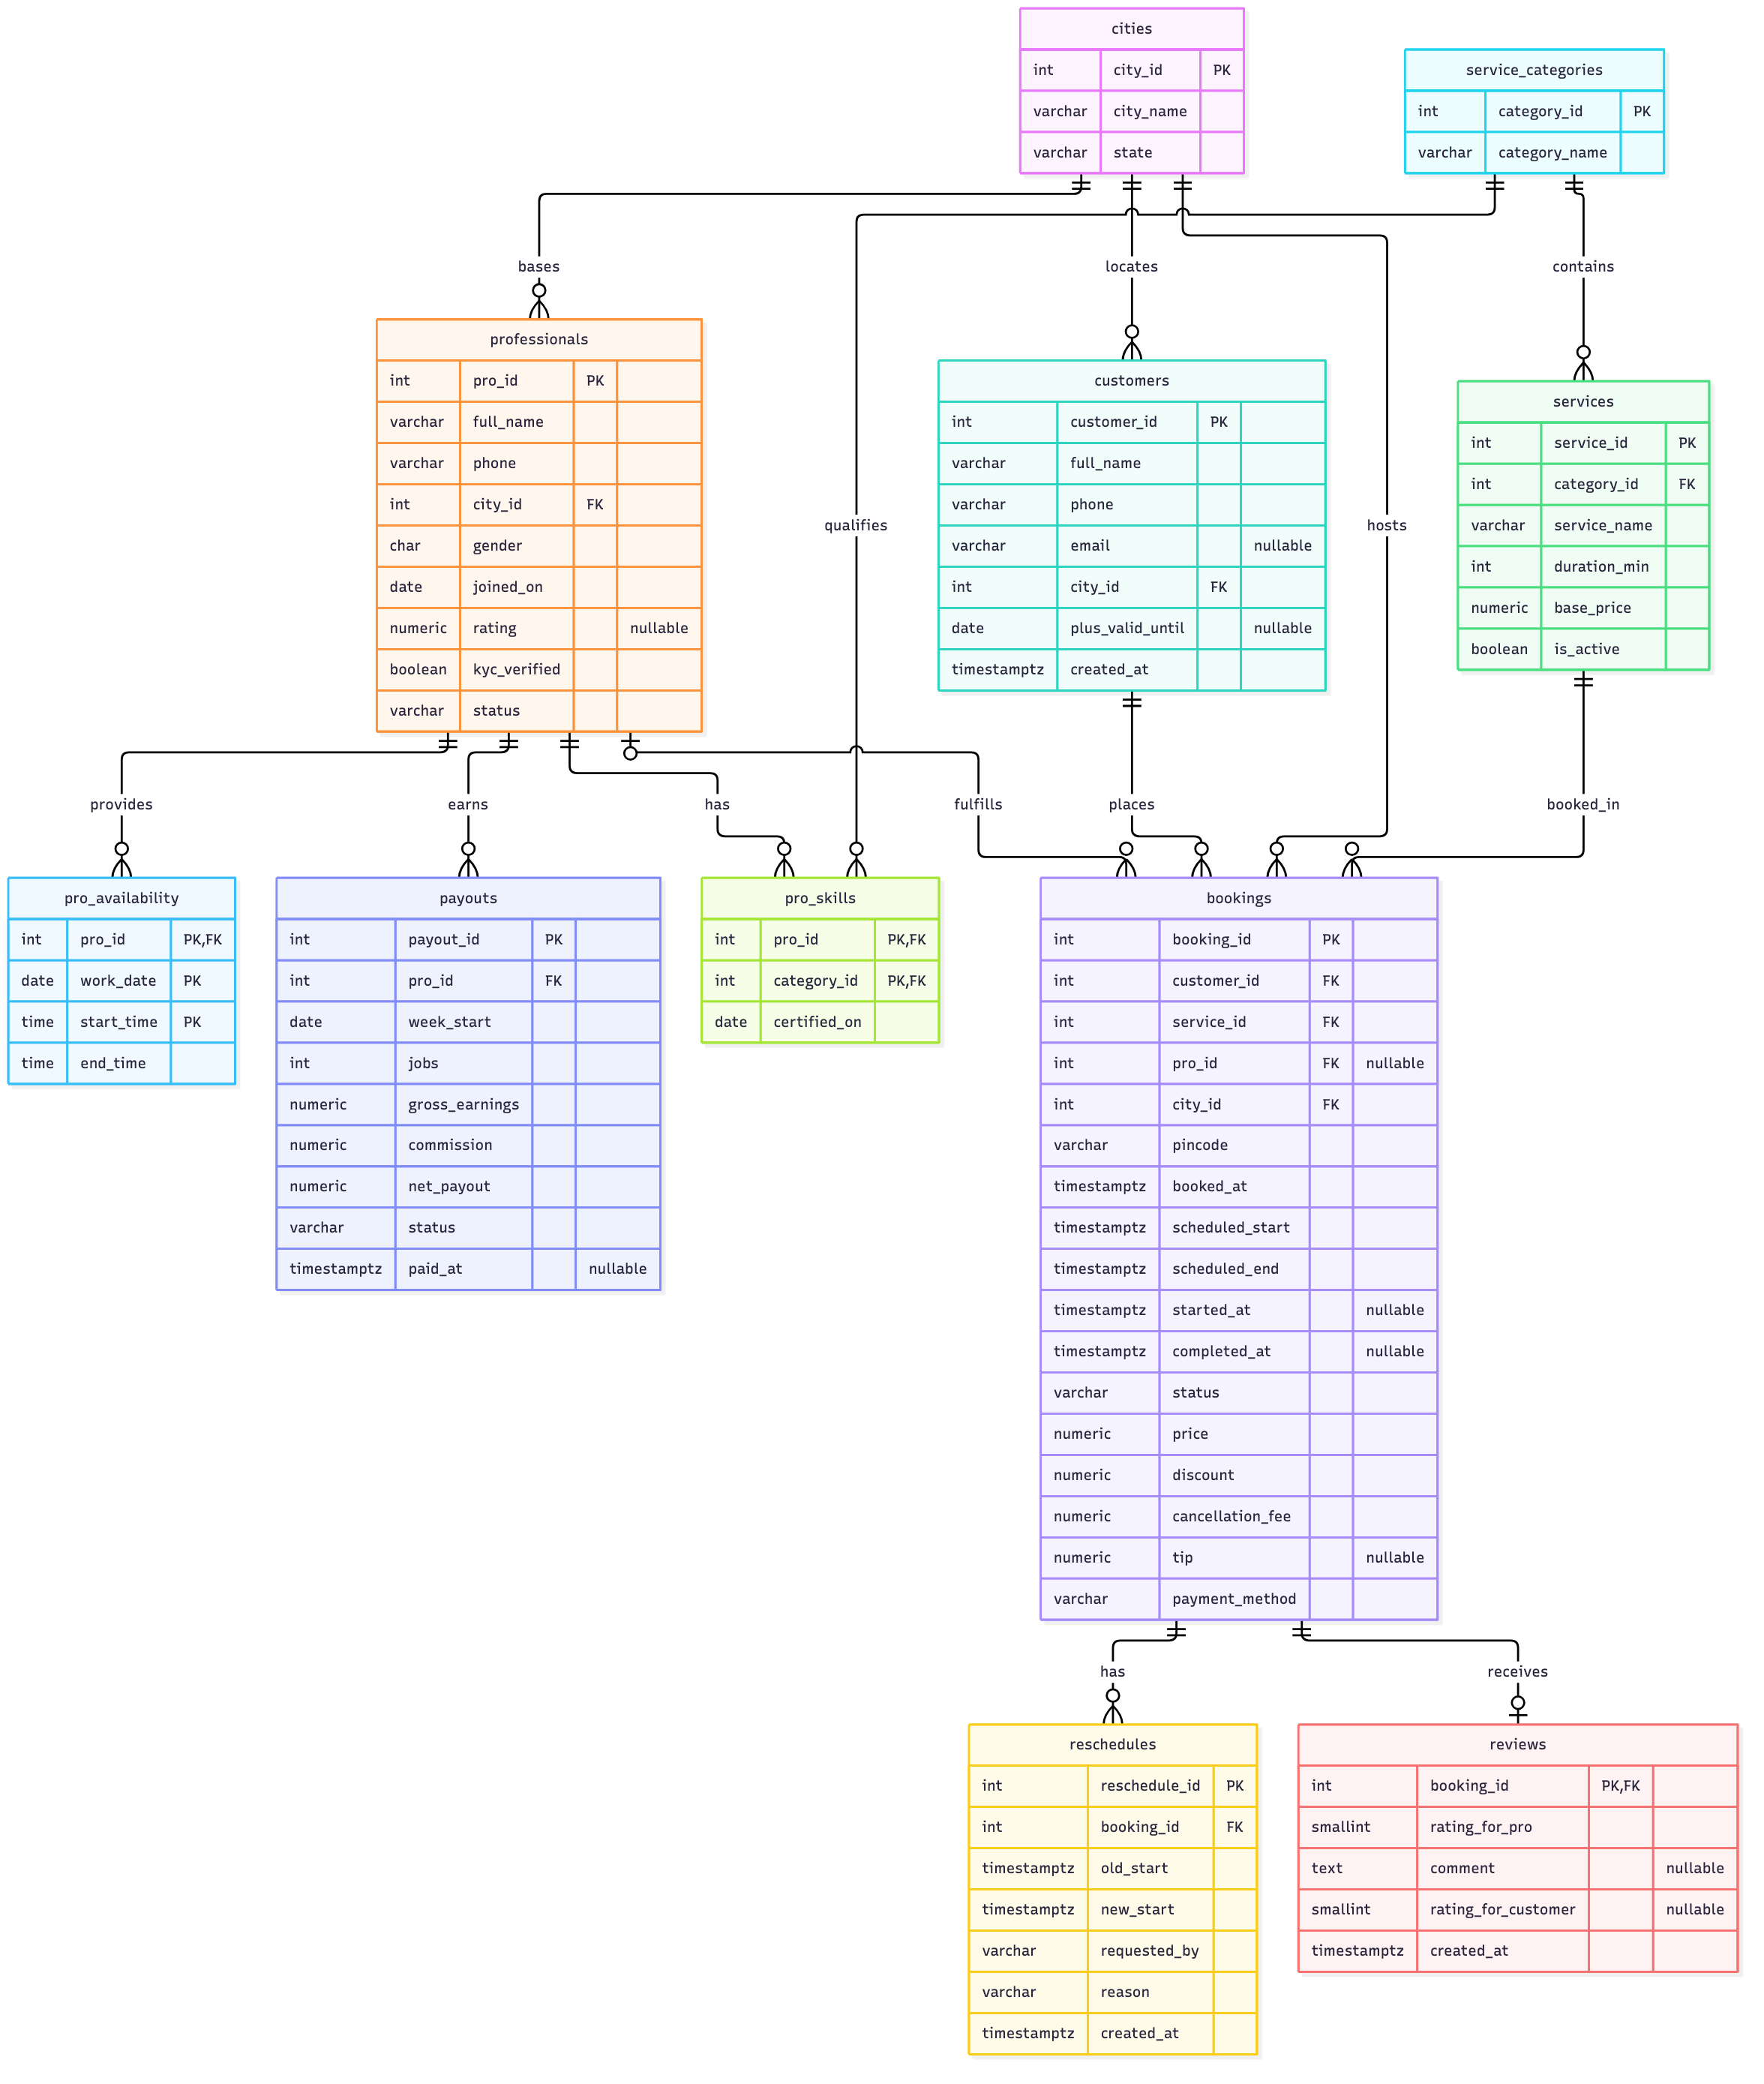 cities
int city_id PK
varchar city_name
varchar state
service_categories
int category_id PK
varchar category_name
bases
locates
contains
professionals
int pro_id PK
varchar full_name
varchar phone
int city_id FK
char gender
date joined_on
numeric rating nullable
boolean kyc_verified
varchar status
customers
int customer_id PK
varchar full_name
varchar phone
varchar email nullable
int city_id FK
date plus_valid_until nullable
timestamptz created_at
services
int service_id PK
int category_id FK
varchar service_name
int duration_min
numeric base_price
boolean is_active
qualifies
hosts
provides
earns
has
fulfills
places
booked_in
pro_availability
int pro_id PK,FK
date work_date PK
time start_time PK
time end_time
payouts
int payout_id PK
int pro_id FK
date week_start
int jobs
numeric gross_earnings
numeric commission
numeric net_payout
varchar status
timestamptz paid_at nullable
pro_skills
int pro_id PK,FK
int category_id PK,FK
date certified_on
bookings
int booking_id PK
int customer_id FK
int service_id FK
int pro_id FK nullable
int city_id FK
varchar pincode
timestamptz booked_at
timestamptz scheduled_start
timestamptz scheduled_end
timestamptz started_at nullable
timestamptz completed_at nullable
varchar status
numeric price
numeric discount
numeric cancellation_fee
numeric tip nullable
varchar payment_method
has
receives
reschedules
int reschedule_id PK
int booking_id FK
timestamptz old_start
timestamptz new_start
varchar requested_by
varchar reason
timestamptz created_at
reviews
int booking_id PK,FK
smallint rating_for_pro
text comment nullable
smallint rating_for_customer nullable
timestamptz created_at